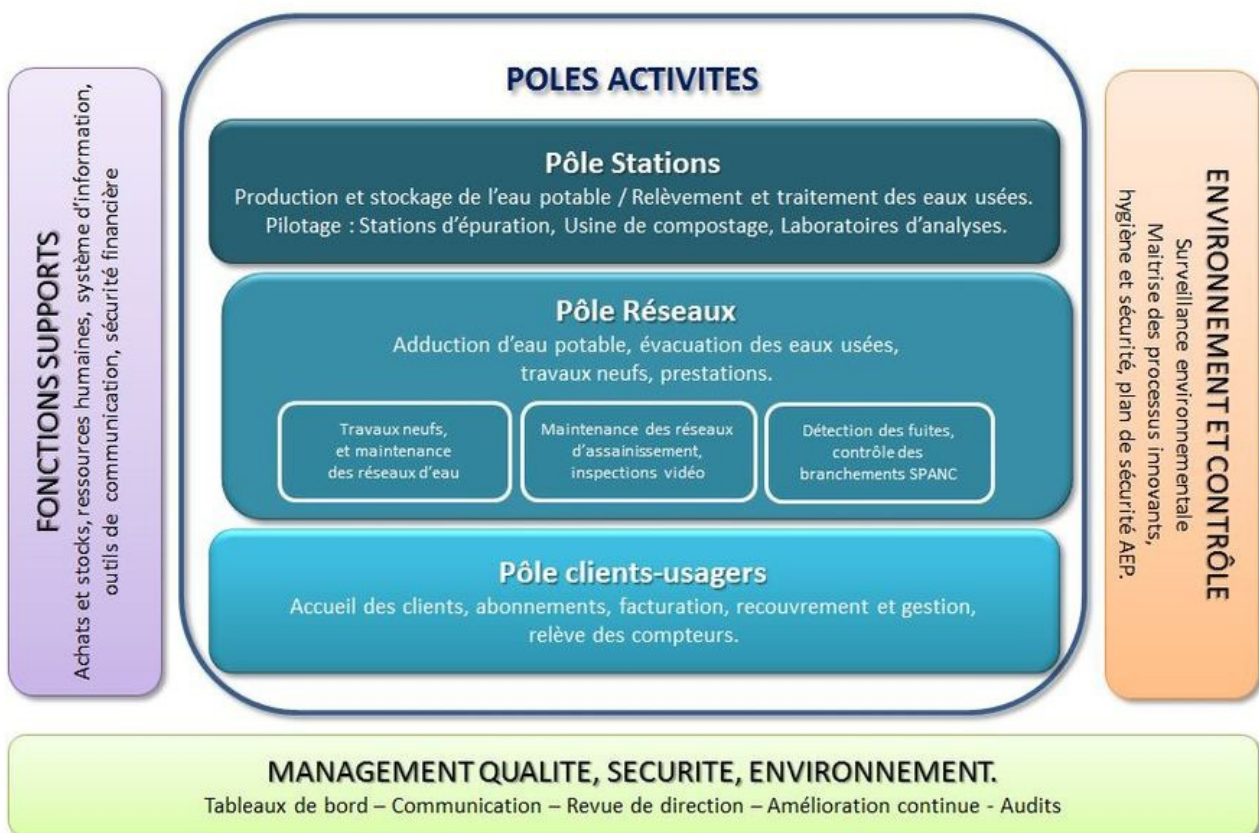 POLES ACTIVITES
Pôle Stations
Production et stockage de l'eau potable / Relèvement et traitement des eaux usées.
Pilotage : Stations d'épuration, Usine de compostage, Laboratoires d'analyses.
Pôle Réseaux
Adduction d'eau potable, évacuation des eaux usées,
travaux neufs, prestations.
Travaux neufs,
et maintenance
des réseaux d'eau
Maintenance des réseaux
d'assainissement,
inspections vidéo
Détection des fuites,
contrôle des
branchements SPANC
Pôle clients-usagers
Accueil des clients, abonnements, facturation, recouvrement et gestion,
relève des compteurs.
FONCTIONS SUPPORTS
Achats et stocks, ressources humaines, système d'information,
outils de communication, sécurité financière
ENVIRONNEMENT ET CONTRÔLE
Surveillance environnementale
Maitrise des processus innovants,
hygiène et sécurité, plan de sécurité AEP.
MANAGEMENT QUALITE, SECURITE, ENVIRONNEMENT.
Tableaux de bord – Communication – Revue de direction – Amélioration continue - Audits